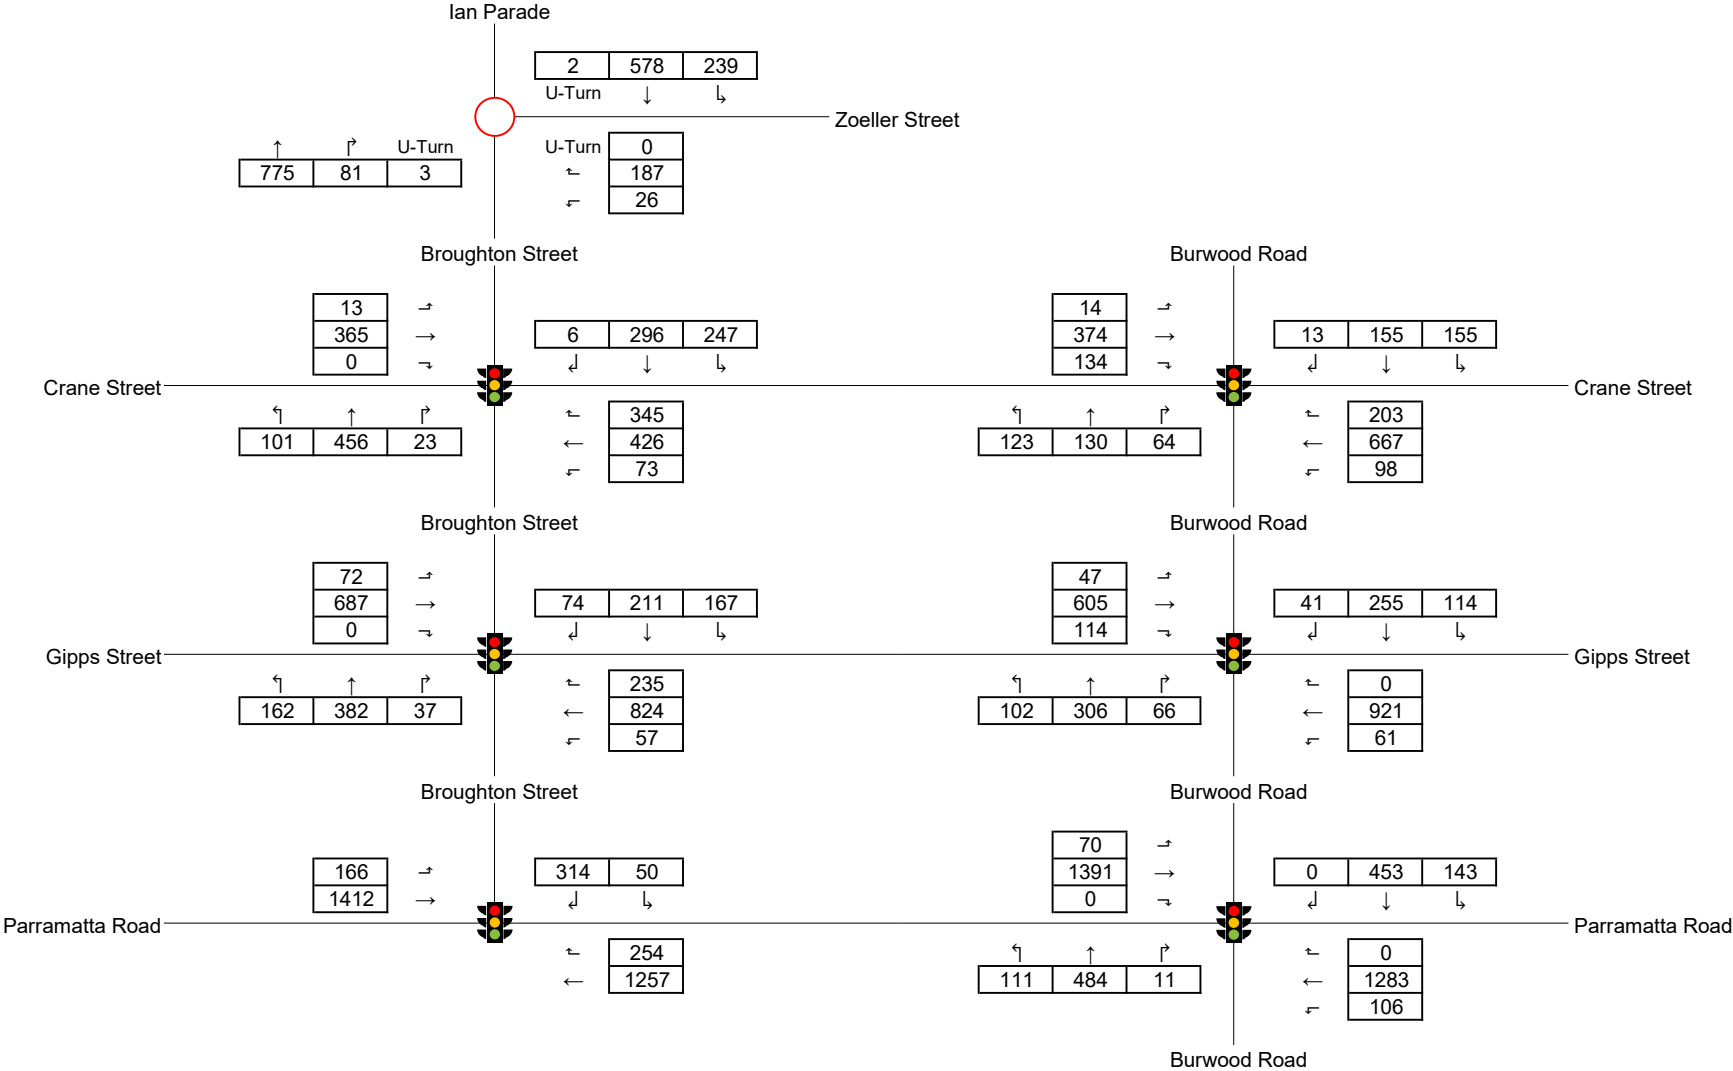 Ian Parade
2 578 239
U-Turn ↓ ↳
Zoeller Street
↑ ↱ U-Turn
775 81 3
U-Turn 0
187
26
Broughton Street
Burwood Road
13
365
0
6 296 247
14
374
134
13 155 155
Crane Street
Crane Street
101 456 23
345
426
73
123 130 64
203
667
98
Broughton Street
Burwood Road
72
687
0
74 211 167
47
605
114
41 255 114
Gipps Street
Gipps Street
162 382 37
235
824
57
102 306 66
0
921
61
Broughton Street
Burwood Road
166
1412
314 50
70
1391
0
0 453 143
Parramatta Road
Parramatta Road
254
1257
111 484 11
0
1283
106
Burwood Road